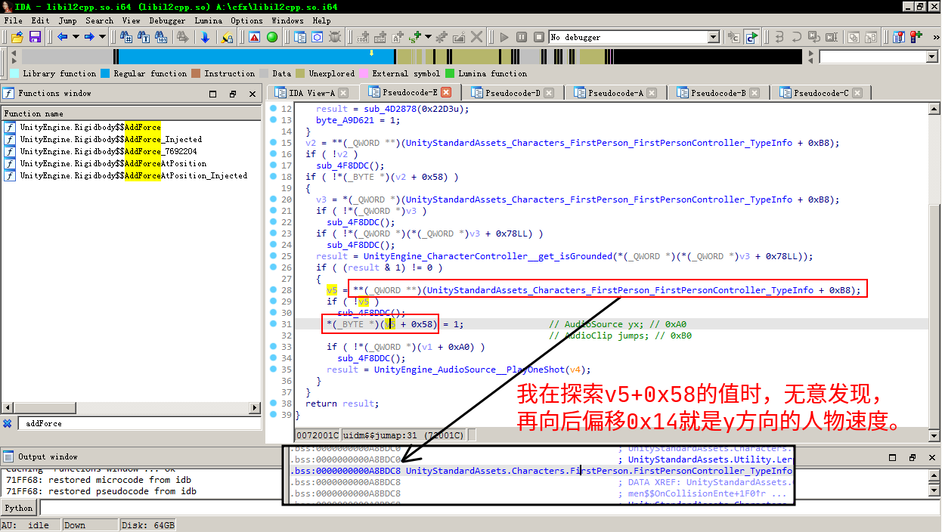 IDA - libil2cpp.so.i64 (libil2cpp.so) A:\cfx\libil2cpp.so.i64
File Edit Jump Search View Debugger Lumina Options Windows Help
No debugger
Library function Regular function Instruction Data Unexplored External symbol Lumina function
Functions window
IDA View-A Pseudocode-E Pseudocode-D Pseudocode-A Pseudocode-B Pseudocode-C
Function name
UnityEngine.Rigidbody$$AddForce
UnityEngine.Rigidbody$$AddForce_Injected
UnityEngine.Rigidbody$$AddForce_7692204
UnityEngine.Rigidbody$$AddForceAtPosition
UnityEngine.Rigidbody$$AddForceAtPosition_Injected
addForce
12 result = sub_4D2878(0x22D3u);
13 byte_A9D621 = 1;
14 }
15 v2 = **(_QWORD **)(UnityStandardAssets_Characters_FirstPerson_FirstPersonController_TypeInfo + 0xB8);
16 if ( !v2 )
17 sub_4F8DDC();
18 if ( !*(_BYTE *)(v2 + 0x58) )
19 {
20 v3 = *(_QWORD *)(UnityStandardAssets_Characters_FirstPerson_FirstPersonController_TypeInfo + 0xB8);
21 if ( !*(_QWORD *)v3 )
22 sub_4F8DDC();
23 if ( !*(_QWORD *)(*(_QWORD *)v3 + 0x78LL) )
24 sub_4F8DDC();
25 result = UnityEngine_CharacterController__get_isGrounded(*(_QWORD *)(*(_QWORD *)v3 + 0x78LL));
26 if ( (result & 1) != 0 )
27 {
28 v5 = **(_QWORD **)(UnityStandardAssets_Characters_FirstPerson_FirstPersonController_TypeInfo + 0xB8);
29 if ( !v5 )
30 sub_4F8DDC();
31 *(_BYTE *)(v5 + 0x58) = 1; // AudioSource yx; // 0xA0
32 // AudioClip jumps; // 0xB0
33 if ( !*(_QWORD *)(v1 + 0xA0) )
34 sub_4F8DDC();
35 result = UnityEngine_AudioSource__PlayOneShot(v4);
36 }
37 }
38 return result;
39 }
我在探索v5+0x58的值时，无意发现，
再向后偏移0x14就是y方向的人物速度。
0072001C uidm$$jumap:31 (72001C)
Output window
71FF68: restored microcode from idb
71FF68: restored pseudocode from idb
Python
AU: idle Down Disk: 64GB
.bss:0000000000A8BDC0 ; UnityStandardAssets.Utility.Ler
.bss:0000000000A8BDC8 UnityStandardAssets.Characters.FirstPerson.FirstPersonController_TypeInfo
.bss:0000000000A8BDC8 ; DATA XREF: UnityStandardAssets.
.bss:0000000000A8BDC8 ; men$$OnCollisionEnte+1F0↑r ...